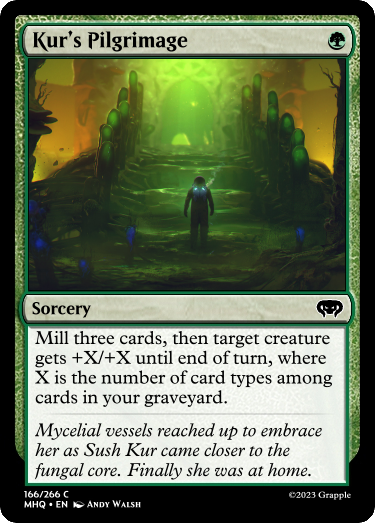 Kur's Pilgrimage
Sorcery
Mill three cards, then target creature
gets +X/+X until end of turn, where
X is the number of card types among
cards in your graveyard.
Mycelial vessels reached up to embrace
her as Sush Kur came closer to the
fungal core. Finally she was at home.
166/266 C
MHQ • EN Andy Walsh
©2023 Grapple